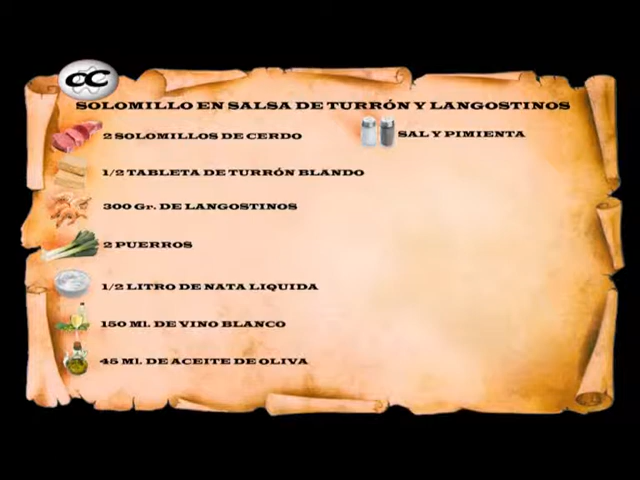 OC
SOLOMILLO EN SALSA DE TURRÓN Y LANGOSTINOS
2 SOLOMILLOS DE CERDO
SAL Y PIMIENTA
1/2 TABLETA DE TURRÓN BLANDO
300 Gr. DE LANGOSTINOS
2 PUERROS
1/2 LITRO DE NATA LIQUIDA
150 Ml. DE VINO BLANCO
45 Ml. DE ACEITE DE OLIVA